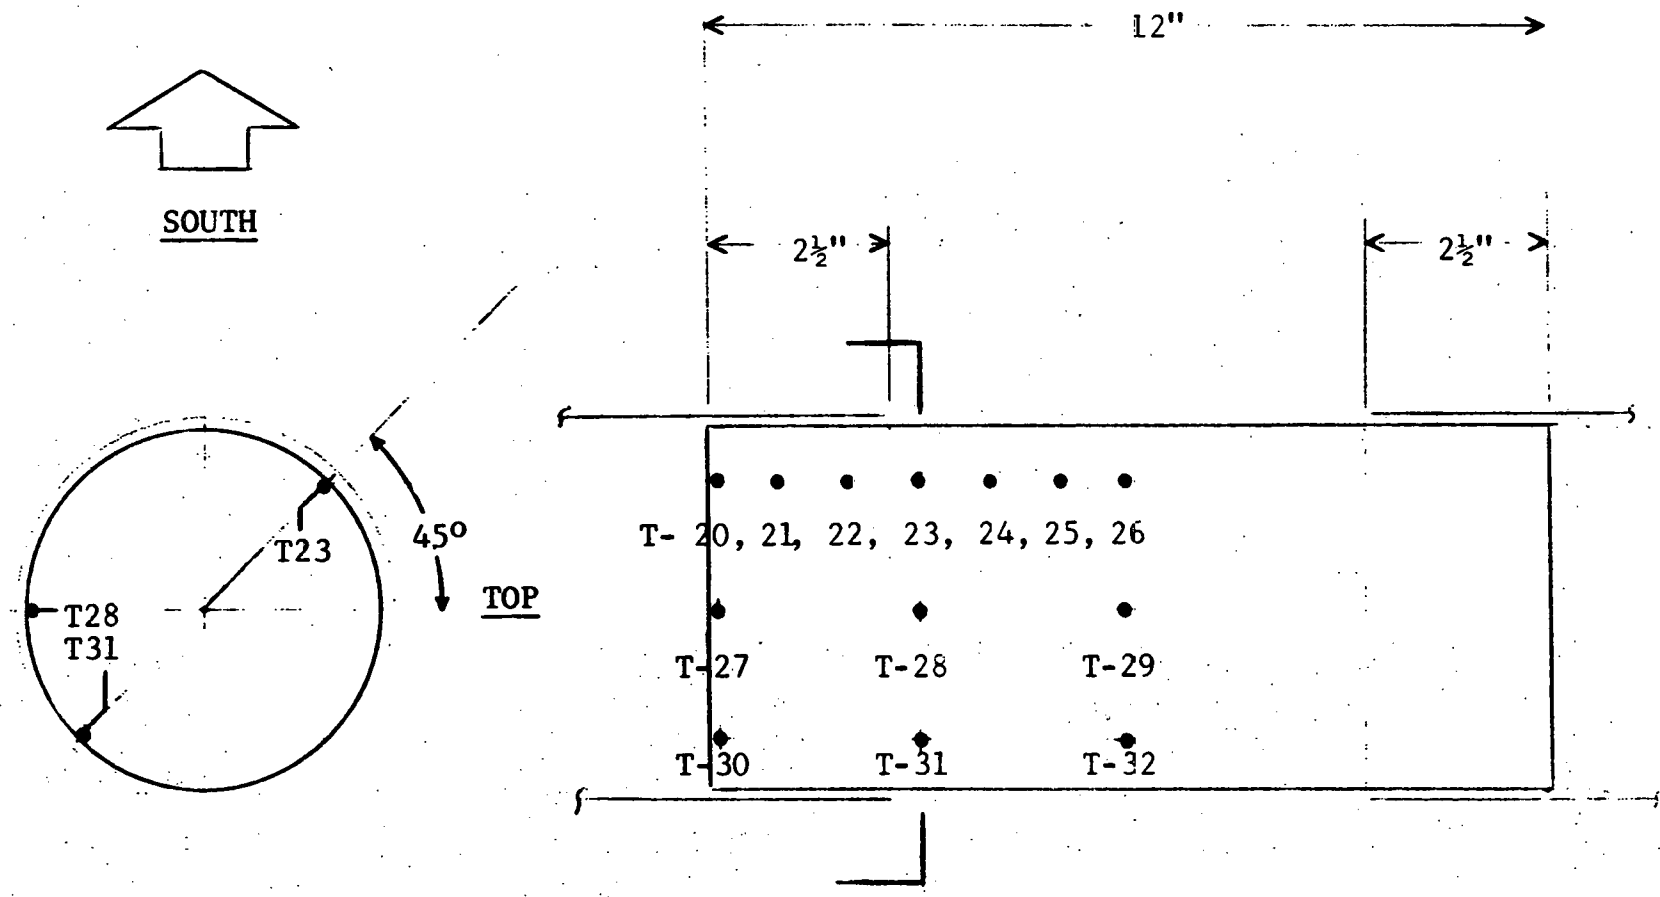 12"
SOUTH
2½" 2½"
T23
45º
TOP
T28
T31
T- 20, 21, 22, 23, 24, 25, 26
T-27 T-28 T-29
T-30 T-31 T-32